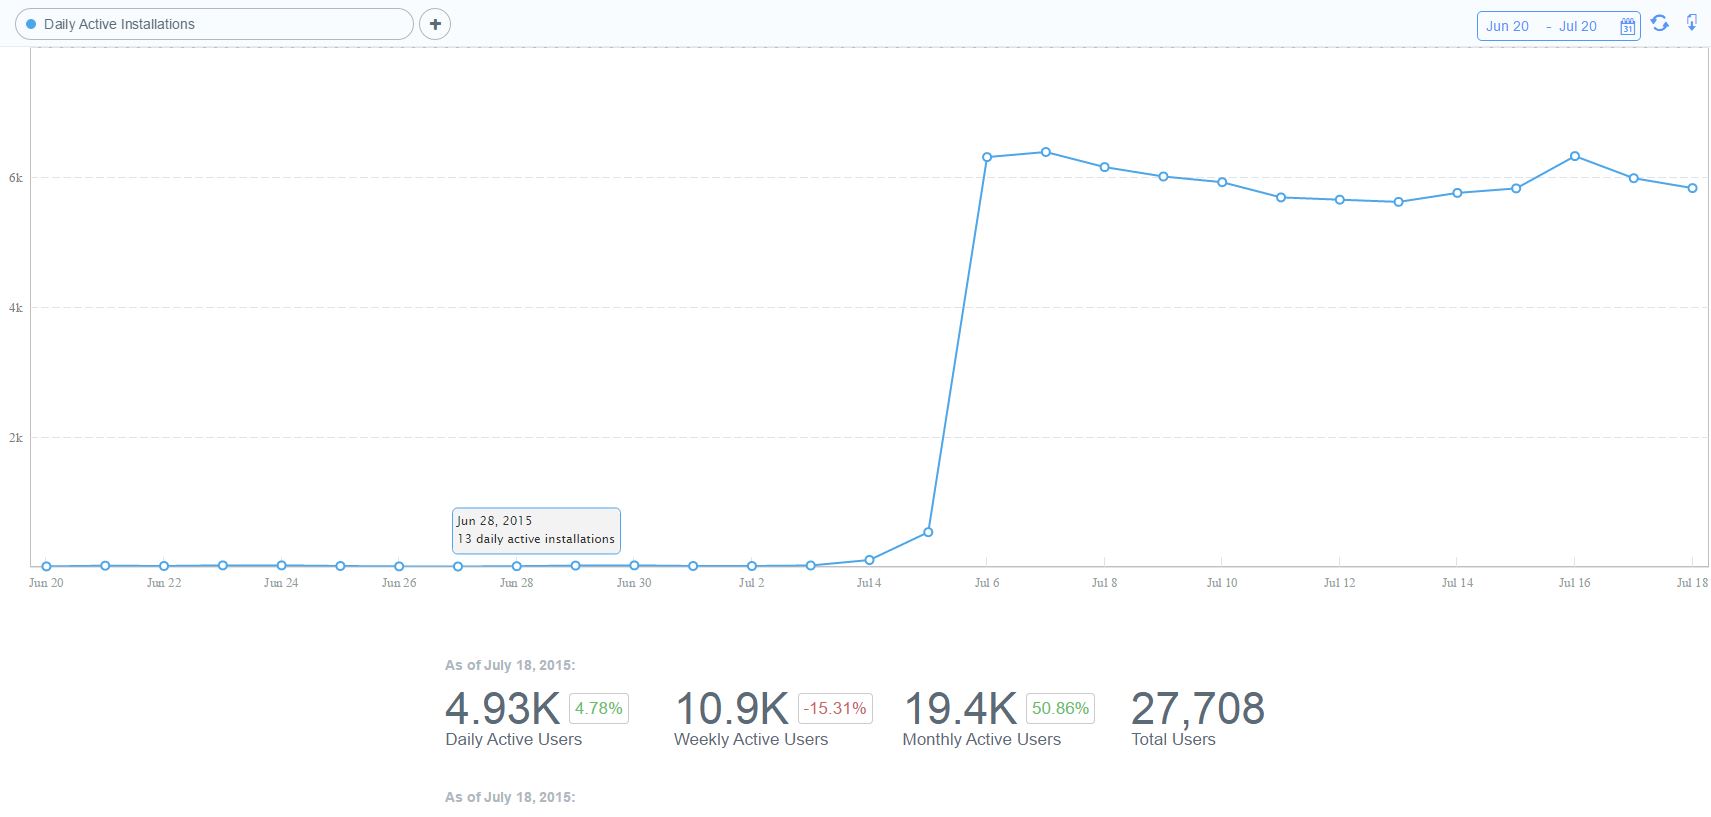 Daily Active Installations
+
Jun 20 - Jul 20
31
6k
4k
2k
Jun 28, 2015
13 daily active installations
Jun 20 Jun 22 Jun 24 Jun 26 Jun 28 Jun 30 Jul 2 Jul 4 Jul 6 Jul 8 Jul 10 Jul 12 Jul 14 Jul 16 Jul 18
As of July 18, 2015:
4.93K 4.78% 10.9K -15.31% 19.4K 50.86% 27,708
Daily Active Users Weekly Active Users Monthly Active Users Total Users
As of July 18, 2015: